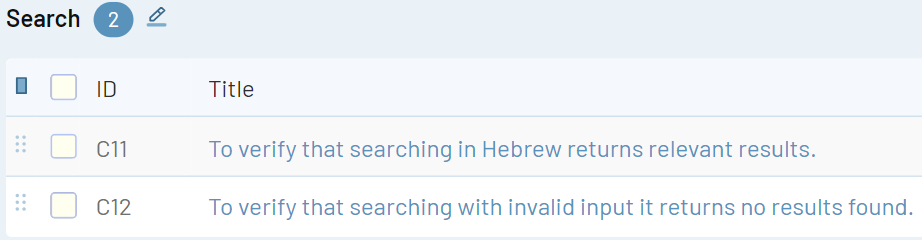 Search 2
ID Title
C11 To verify that searching in Hebrew returns relevant results.
C12 To verify that searching with invalid input it returns no results found.